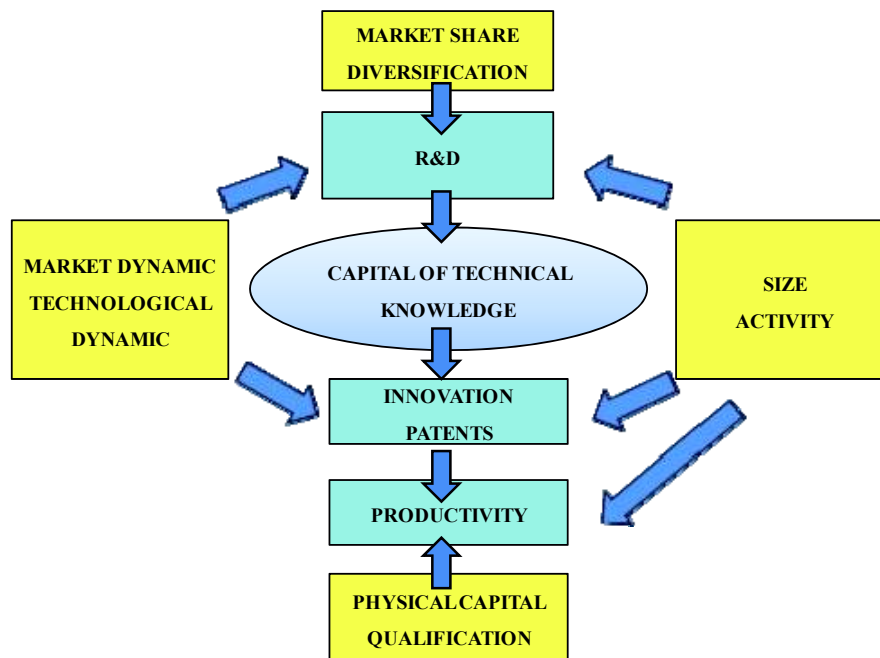 MARKET SHARE
DIVERSIFICATION
R&D
MARKET DYNAMIC
TECHNOLOGICAL
DYNAMIC
CAPITAL OF TECHNICAL
KNOWLEDGE
SIZE
ACTIVITY
INNOVATION
PATENTS
PRODUCTIVITY
PHYSICAL CAPITAL
QUALIFICATION